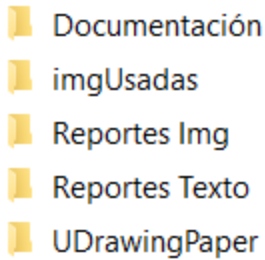 Documentación
imgUsadas
Reportes Img
Reportes Texto
UDrawingPaper